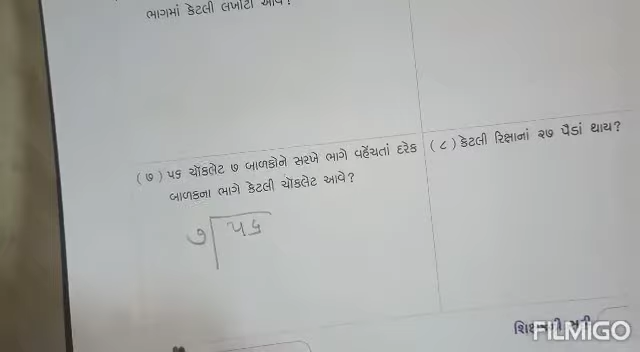 ભાગમાં કેટલી લખોટી આવે?
(૭) ૫૬ ચૉકલેટ ૭ બાળકોને સરખે ભાગે વહેંચતાં દરેક
બાળકના ભાગે કેટલી ચૉકલેટ આવે?
૭ ૫૬
(૮) કેટલી રિક્ષાનાં ૨૭ પૈડાં થાય?
FILMIGO